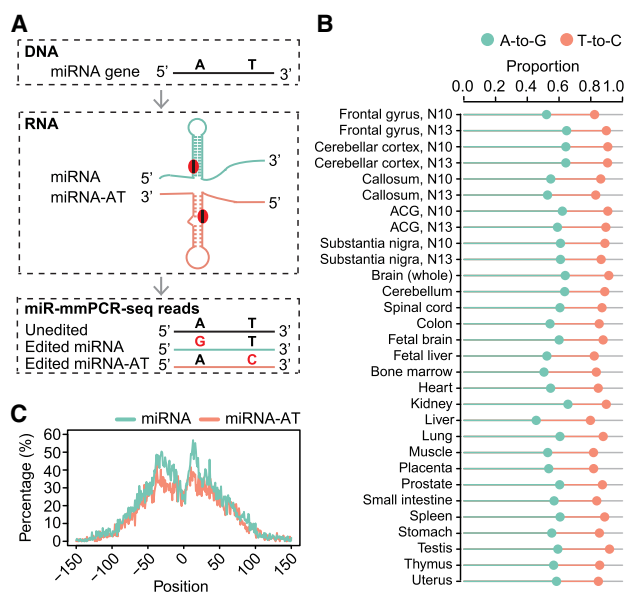 A
DNA
miRNA gene
5’
A
T
3’
RNA
3’
miRNA
5’
miRNA-AT
3’
5’
miR-mmPCR-seq reads
A
T
Unedited
5’
3’
G
T
Edited miRNA
5’
3’
A
C
Edited miRNA-AT
5’
3’
B
A-to-G
T-to-C
Proportion
0.0 0.2 0.4 0.6 0.8 1.0
Frontal gyrus, N10
Frontal gyrus, N13
Cerebellar cortex, N10
Cerebellar cortex, N13
Callosum, N10
Callosum, N13
ACG, N10
ACG, N13
Substantia nigra, N10
Substantia nigra, N13
Brain (whole)
Cerebellum
Spinal cord
Colon
Fetal brain
Fetal liver
Bone marrow
Heart
Kidney
Liver
Lung
Muscle
Placenta
Prostate
Small intestine
Spleen
Stomach
Testis
Thymus
Uterus
C
miRNA
miRNA-AT
Percentage (%)
60
50
40
30
20
10
0
−150 −100 −50 0 50 100 150
Position